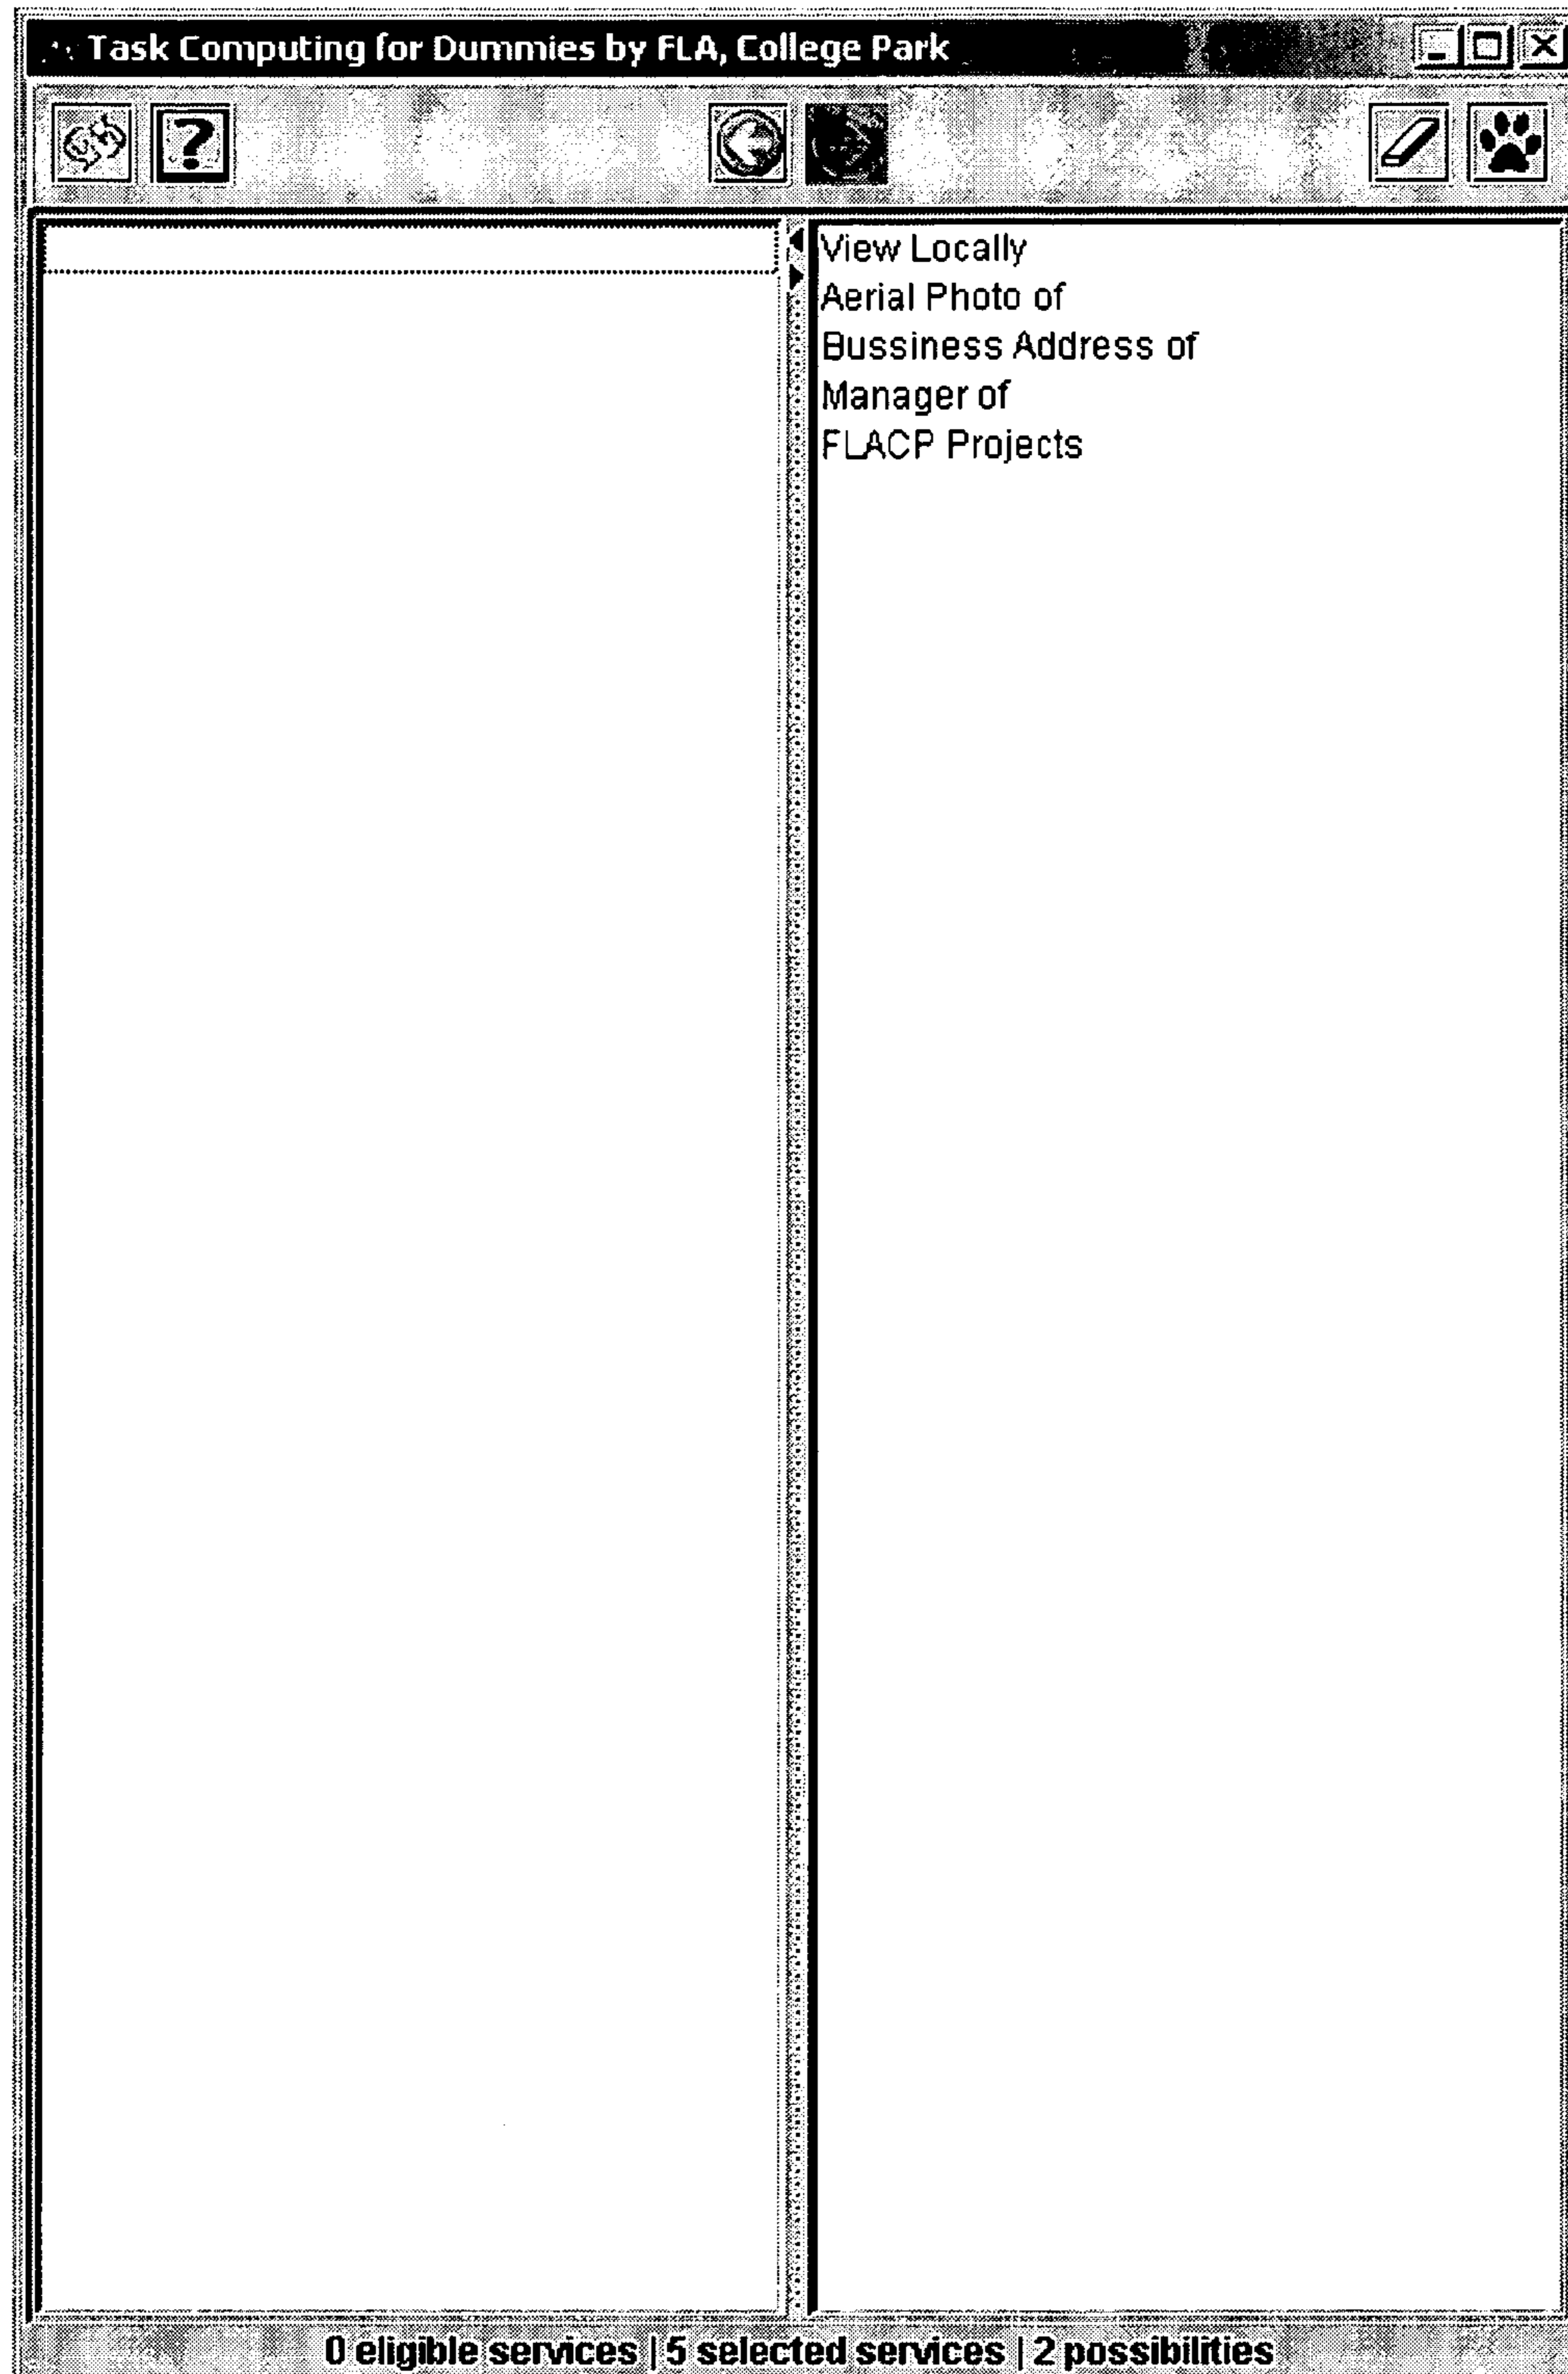 Task Computing for Dummies by FLA, College Park
?
View Locally
Aerial Photo of
Bussiness Address of
Manager of
FLACP Projects
0 eligible services | 5 selected services | 2 possibilities